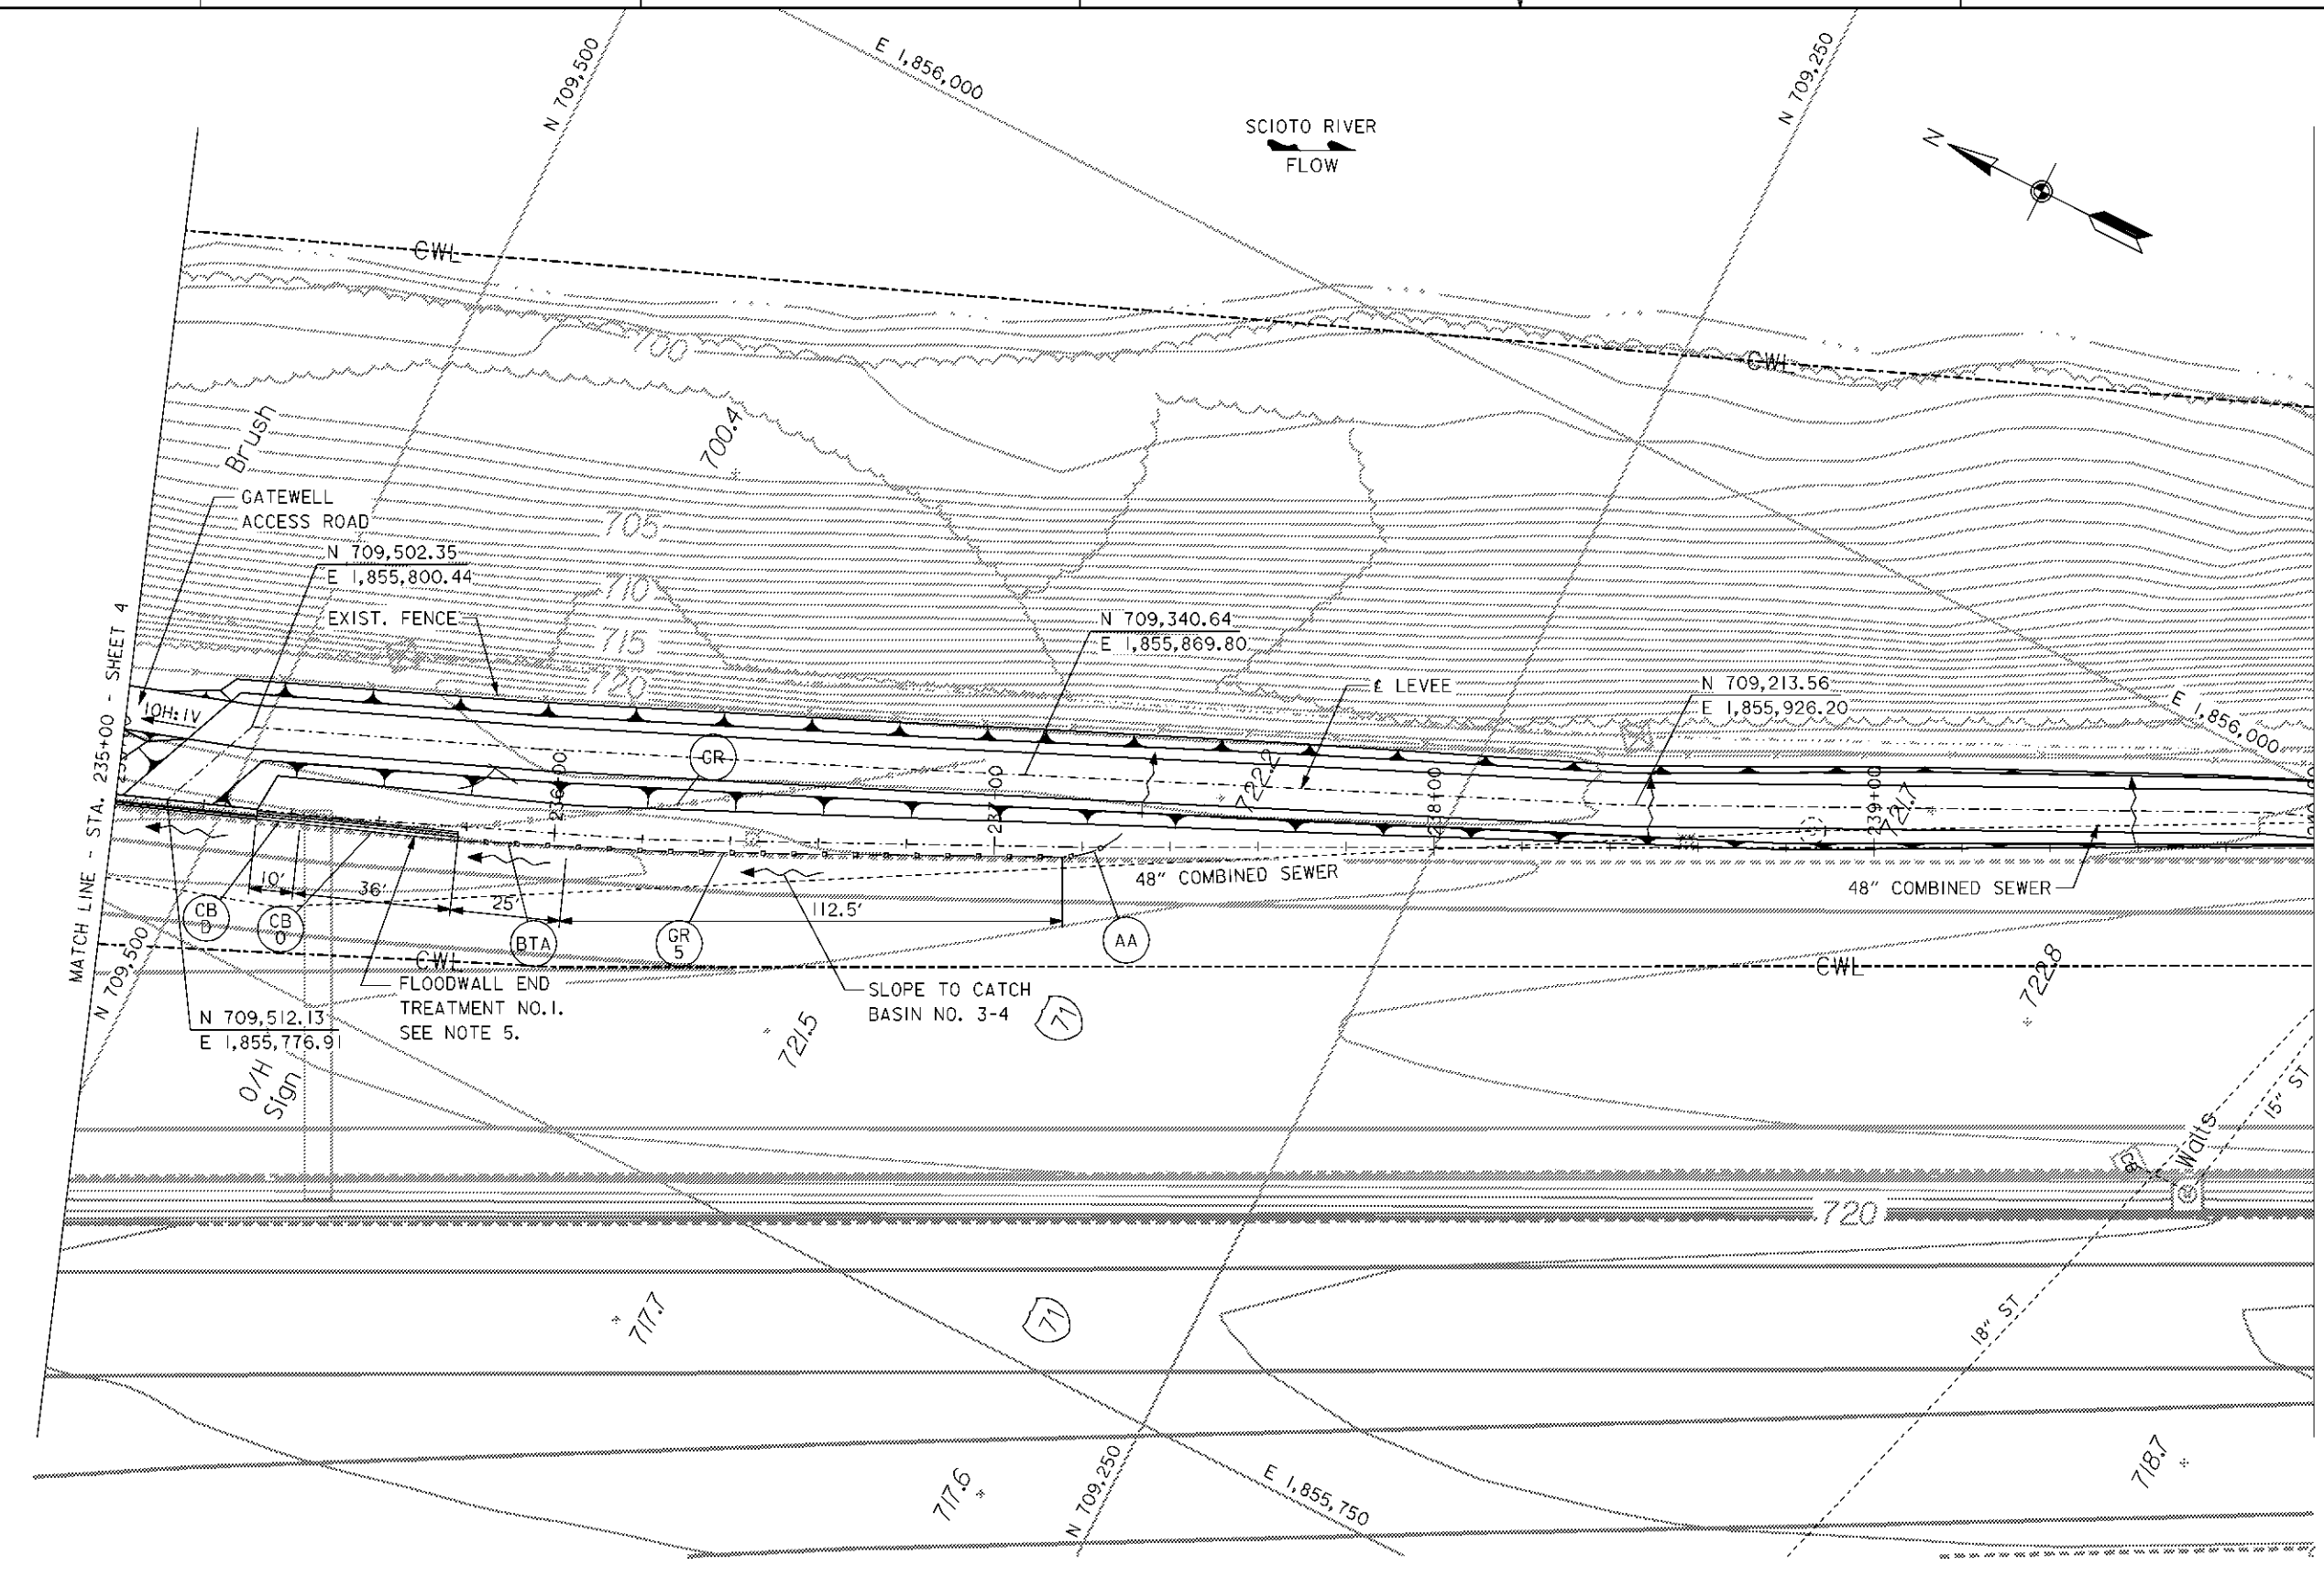 E 1,856,000
N 709,500
N 709,250
SCIOTO RIVER
FLOW
N
CWL
700
CWL
Brush
700.4
GATEWELL
ACCESS ROAD
705
N 709,502.35
E 1,855,800.44
710
EXIST. FENCE
715
720
N 709,340.64
E 1,855,869.80
℄ LEVEE
N 709,213.56
E 1,855,926.20
E 1,856,000
MATCH LINE - STA. 235+00 - SHEET 4
10H:1V
GR
236+00
237+00
722.2
238+00
239+00
721.7
10'
36'
25'
112.5'
48" COMBINED SEWER
48" COMBINED SEWER
CB
D
CB
O
BTA
GR
5
AA
N 709,500
CWL
CWL
FLOODWALL END
TREATMENT NO.1.
SEE NOTE 5.
SLOPE TO CATCH
BASIN NO. 3-4
71
722.8
N 709,512.13
E 1,855,776.91
721.5
O/H
Sign
15" ST
Walls
CB
720
18" ST
717.7
71
717.6
N 709,250
E 1,855,750
718.7